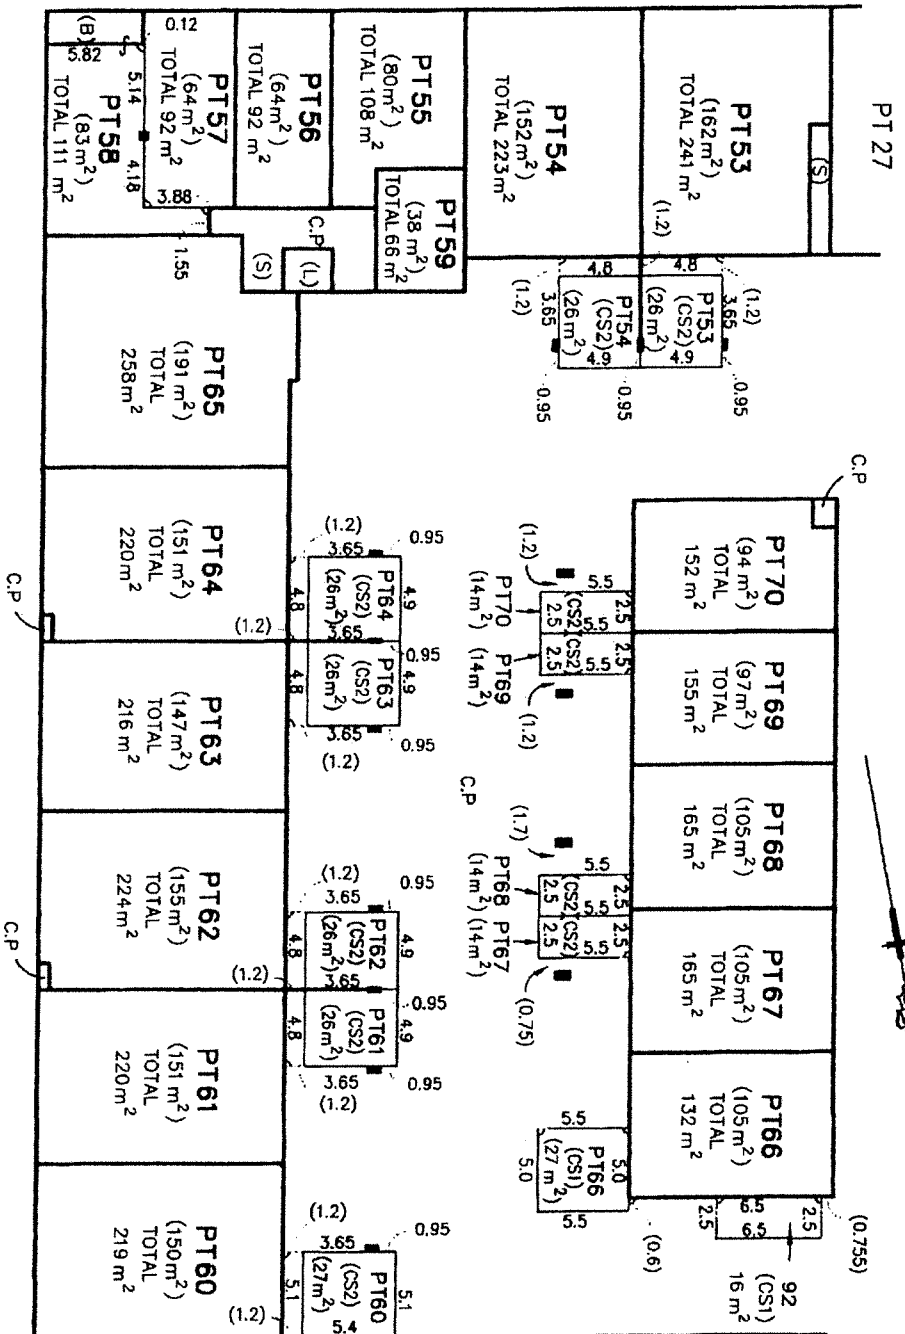 PT27
PT53
(162m²)
TOTAL 241 m²
(S)
PT54
(152m²)
TOTAL 223m²
PT55
(80m²)
TOTAL 108 m²
PT56
(64m²)
TOTAL 92 m²
PT57
(64m²)
TOTAL 92 m²
0.12
(B)
5.82
5.14
4.18
3.88
1.55
PT58
(83m²)
TOTAL 111 m²
PT59
(38 m²)
TOTAL 66 m²
C.P
(L)
(S)
(1.2)
4.8
4.8
(1.2)
(1.2)
3.65
3.65
PT53
(CS2)
(26m²)
4.9
PT54
(CS2)
(26m²)
4.9
0.95
0.95
0.95
PT65
(191 m²)
TOTAL
258m²
PT64
(151 m²)
TOTAL
220m²
C.P
PT63
(147m²)
TOTAL
216 m²
PT62
(155m²)
TOTAL
224m²
C.P
PT61
(151 m²)
TOTAL
220m²
PT60
(150m²)
TOTAL
219 m²
(1.2)
3.65
0.95
4.8
4.9
PT64
(CS2)
(26m²)
(1.2)
3.65
0.95
4.8
4.9
PT63
(CS2)
(26m²)
3.65
0.95
(1.2)
(1.2)
3.65
0.95
4.8
4.9
PT62
(CS2)
(26m²)
(1.2)
3.65
0.95
4.8
4.9
PT61
(CS2)
(26m²)
3.65
0.95
(1.2)
(1.2)
3.65
0.95
5.1
5.1
PT60
(CS2)
(27m²)
(1.2)
5.4
C.P
PT70
(94m²)
TOTAL
152 m²
PT69
(97m²)
TOTAL
155 m²
PT68
(105m²)
TOTAL
165 m²
PT67
(105m²)
TOTAL
165 m²
PT66
(105m²)
TOTAL
132 m²
(1.2)
5.5
2.5
(CS2)
2.5
5.5
PT70
(14m²)
2.5
(CS2)
2.5
5.5
PT69
(14m²)
(1.2)
C.P
(1.7)
5.5
2.5
(CS2)
2.5
5.5
PT68
(14m²)
2.5
(CS2)
2.5
5.5
PT67
(14m²)
(0.75)
5.5
5.0
PT66
(CS1)
(27 m²)
5.0
5.5
(0.6)
6.5
2.5
2.5
6.5
(0.755)
92
(CS1)
16 m²